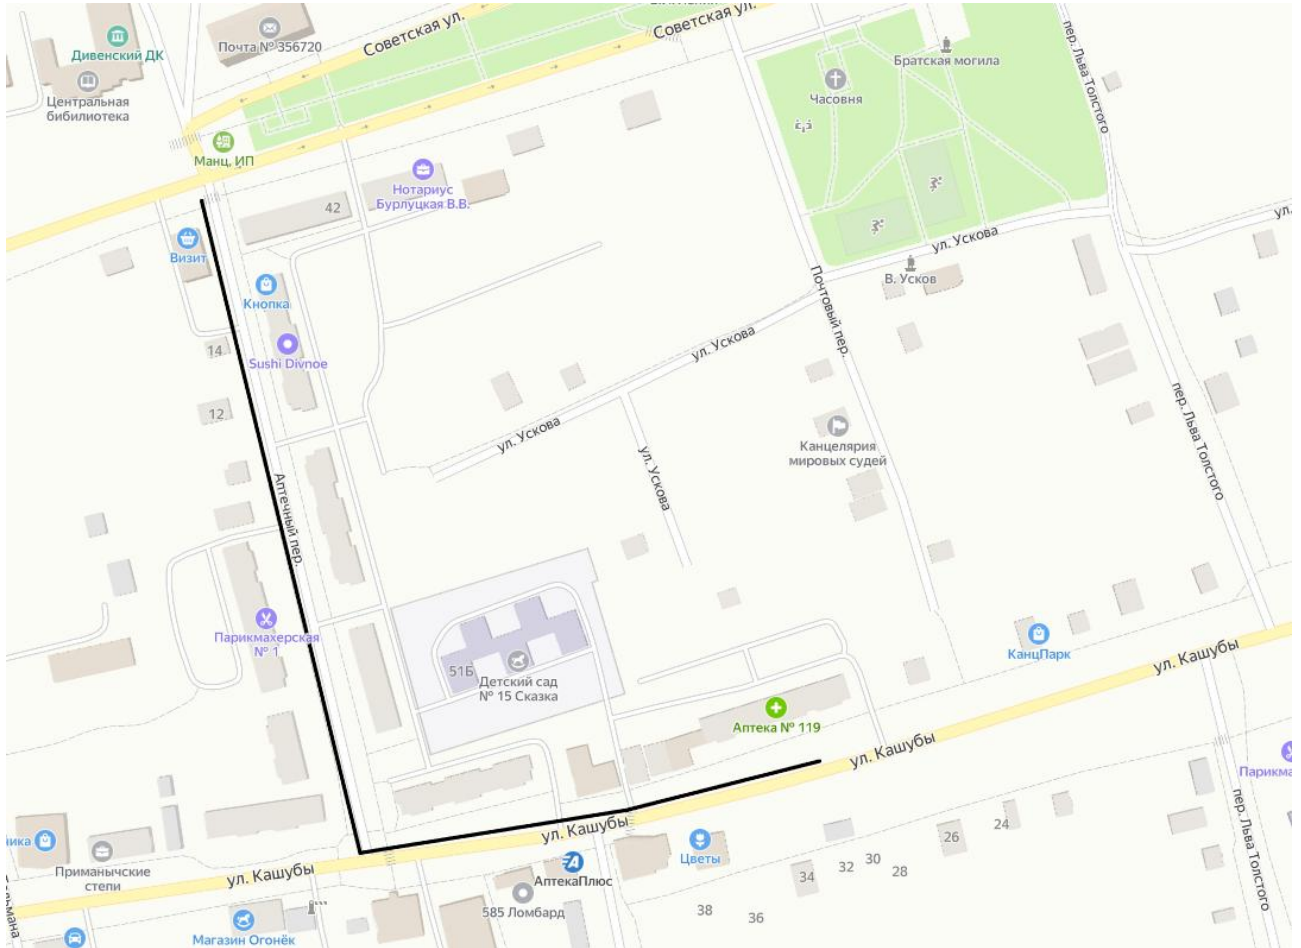 Советская ул.
Советская ул.
Дивенский ДК
Почта № 356720
Центральная
бибилиотека
Братская могила
Часовня
пер. Льва Толстого
Манц, ИП
Нотариус
Бурлуцкая В.В.
42
ул. Ускова
ул.
Визит
В. Усков
Кнопка
Почтовый пер.
14
Sushi Divnoe
ул. Ускова
12
ул. Ускова
Канцелярия
мировых судей
пер. Льва Толстого
ул. Ускова
Аптечный пер.
Парикмахерская
№ 1
51Б
Детский сад
№ 15 Сказка
КанцПарк
ул. Кашубы
Аптека № 119
ул. Кашубы
Парикма
ул. Кашубы
ника
Приманычские
степи
ул. Кашубы
АптекаПлюс
Цветы
24
26
30
32
28
34
585 Ломбард
38
36
пер. Льва Толстого
Магазин Огонёк